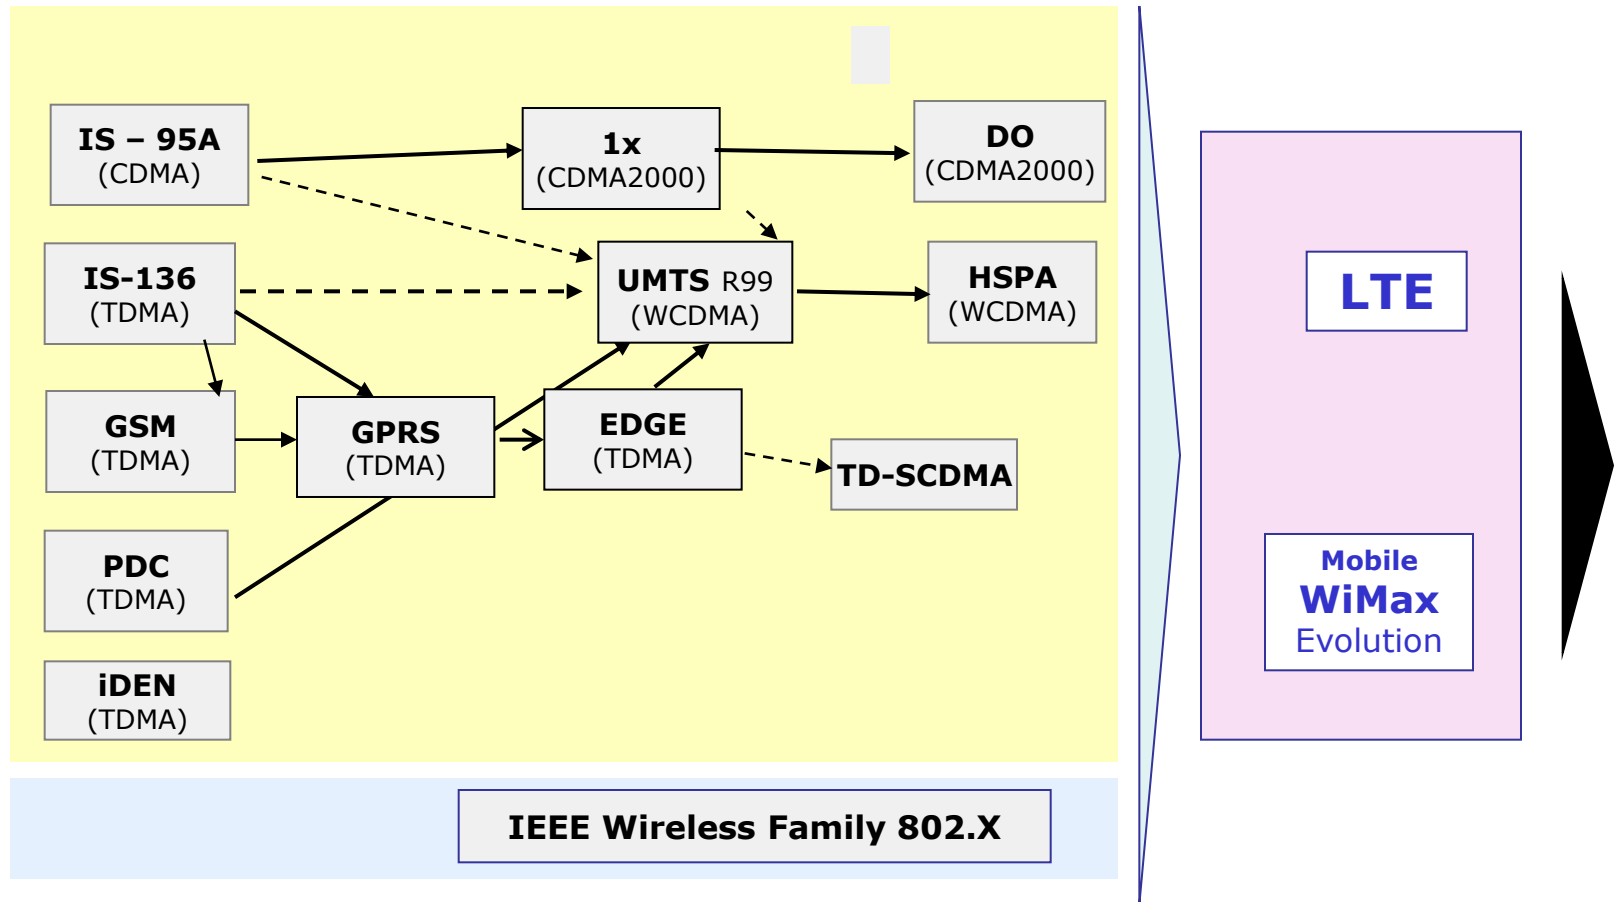 IS – 95A
(CDMA)
1x
(CDMA2000)
DO
(CDMA2000)
IS-136
(TDMA)
UMTS R99
(WCDMA)
HSPA
(WCDMA)
GSM
(TDMA)
GPRS
(TDMA)
EDGE
(TDMA)
TD-SCDMA
PDC
(TDMA)
iDEN
(TDMA)
IEEE Wireless Family 802.X
LTE
Mobile
WiMax
Evolution